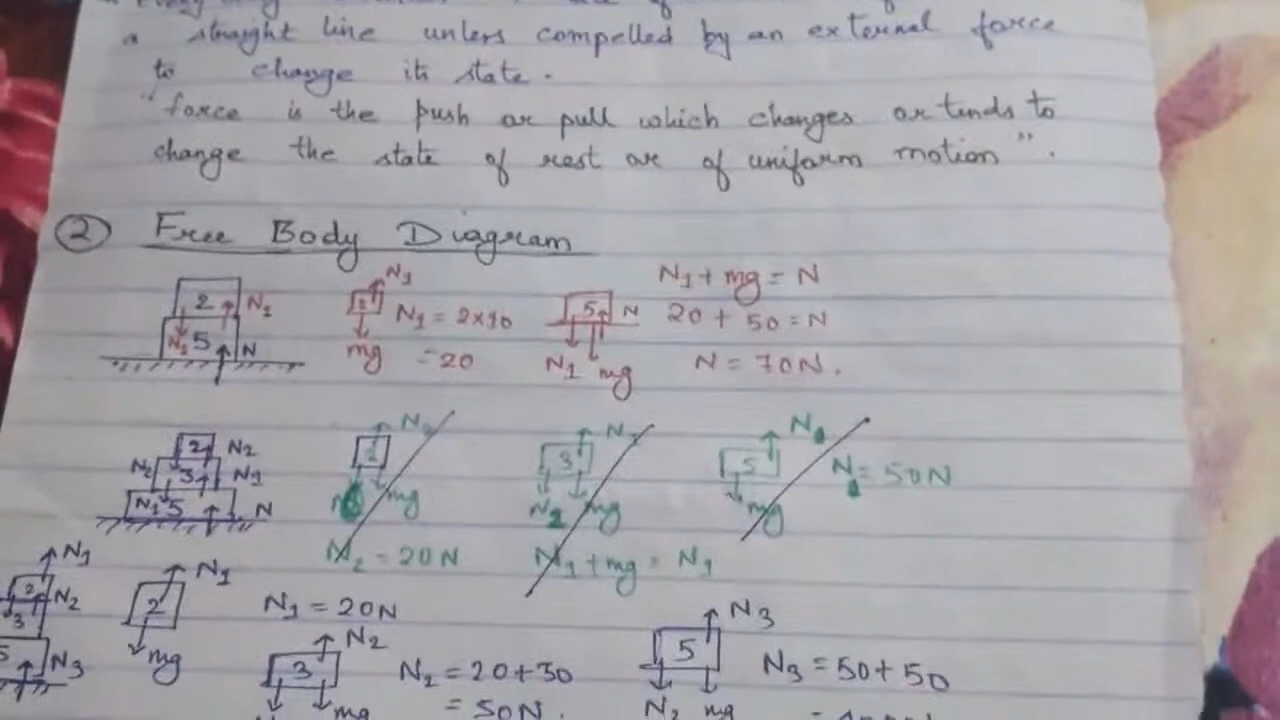 a straight line unless compelled by an external force
to change its state.
"force is the push or pull which changes or tends to
change the state of rest or of uniform motion".
② Free Body Diagram
2 N1
N1 5 N
2 N1
mg
N1 = 2×10
= 20
5 N
N1 mg
N1 + mg = N
20 + 50 = N
N = 70N.
2 N2
N2 3 N1
N1 5 N
mg
N2 = 20N
3
N2 mg
N1 + mg = N1
5
mg
N = 50N
N1
2 N2
3
5 N3
2 N1
mg
N1 = 20N
3 N2
mg
N2 = 20+30
= 50N.
5 N3
N2 mg
N3 = 50+50